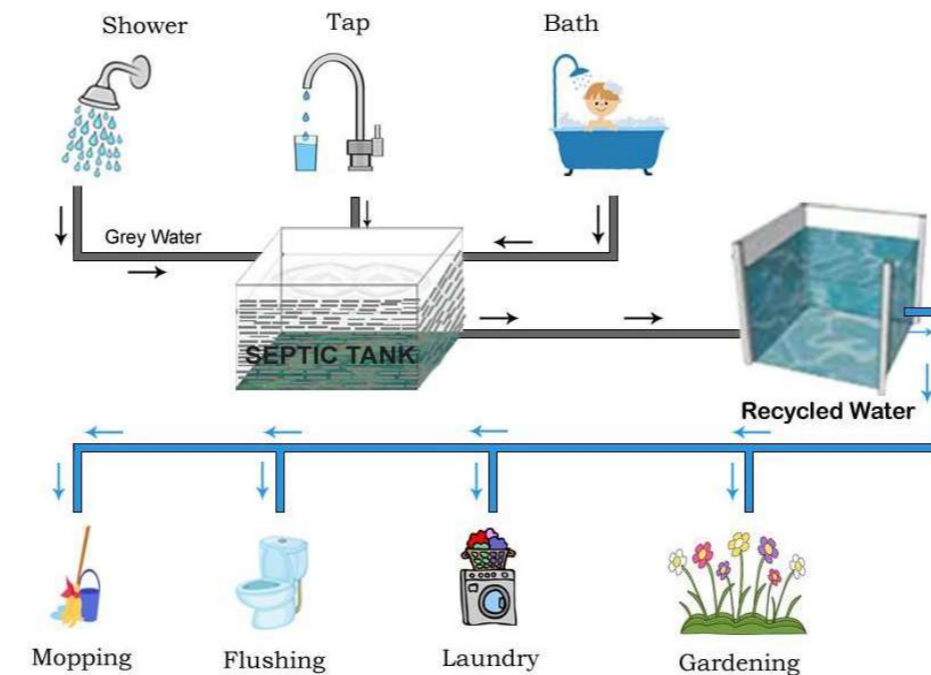 Shower
Tap
Bath
Grey Water
SEPTIC TANK
Recycled Water
Mopping
Flushing
Laundry
Gardening